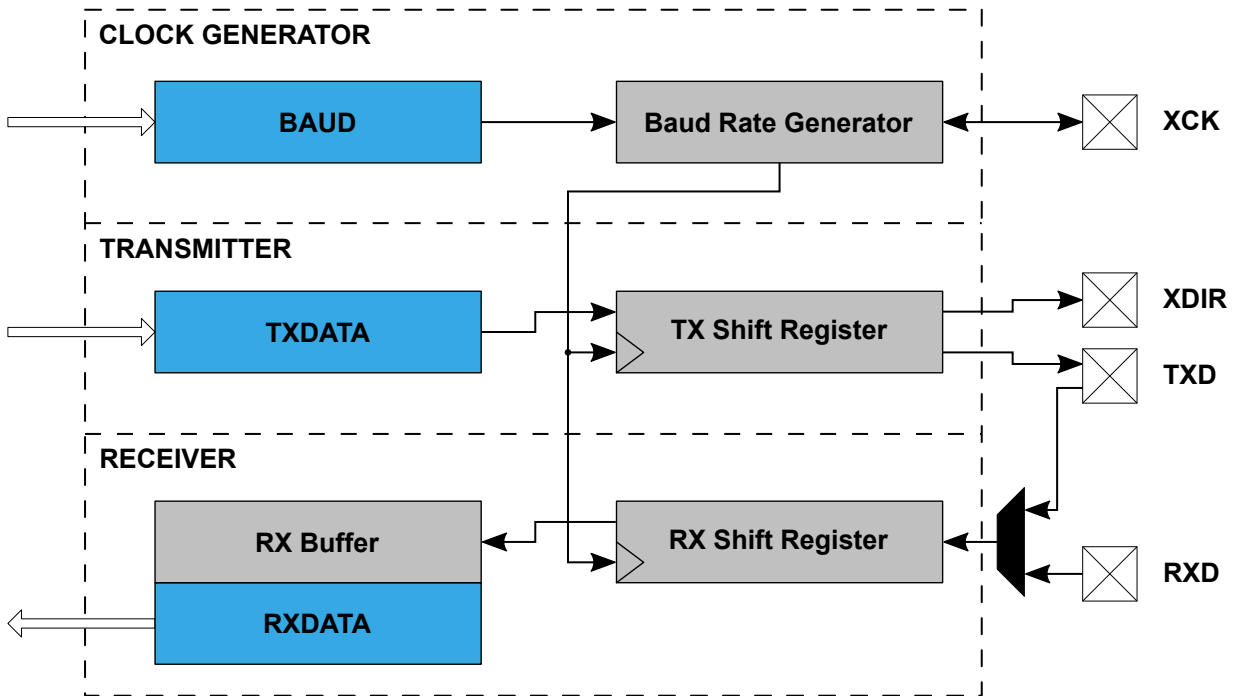 CLOCK GENERATOR
BAUD
Baud Rate Generator
XCK
TRANSMITTER
TXDATA
TX Shift Register
XDIR
TXD
RECEIVER
RX Buffer
RX Shift Register
RXD
RXDATA